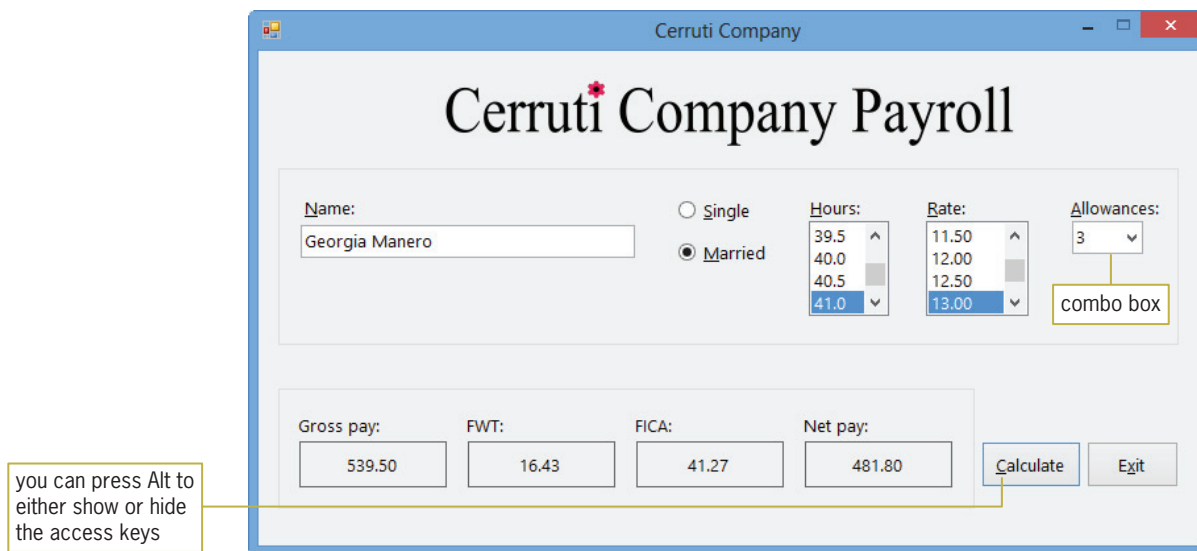 Cerruti Company
Cerruti Company Payroll
Name:
Georgia Manero
Single
Married
Hours:
39.5
40.0
40.5
41.0
Rate:
11.50
12.00
12.50
13.00
Allowances:
3
combo box
Gross pay:
539.50
FWT:
16.43
FICA:
41.27
Net pay:
481.80
Calculate
Exit
you can press Alt to
either show or hide
the access keys